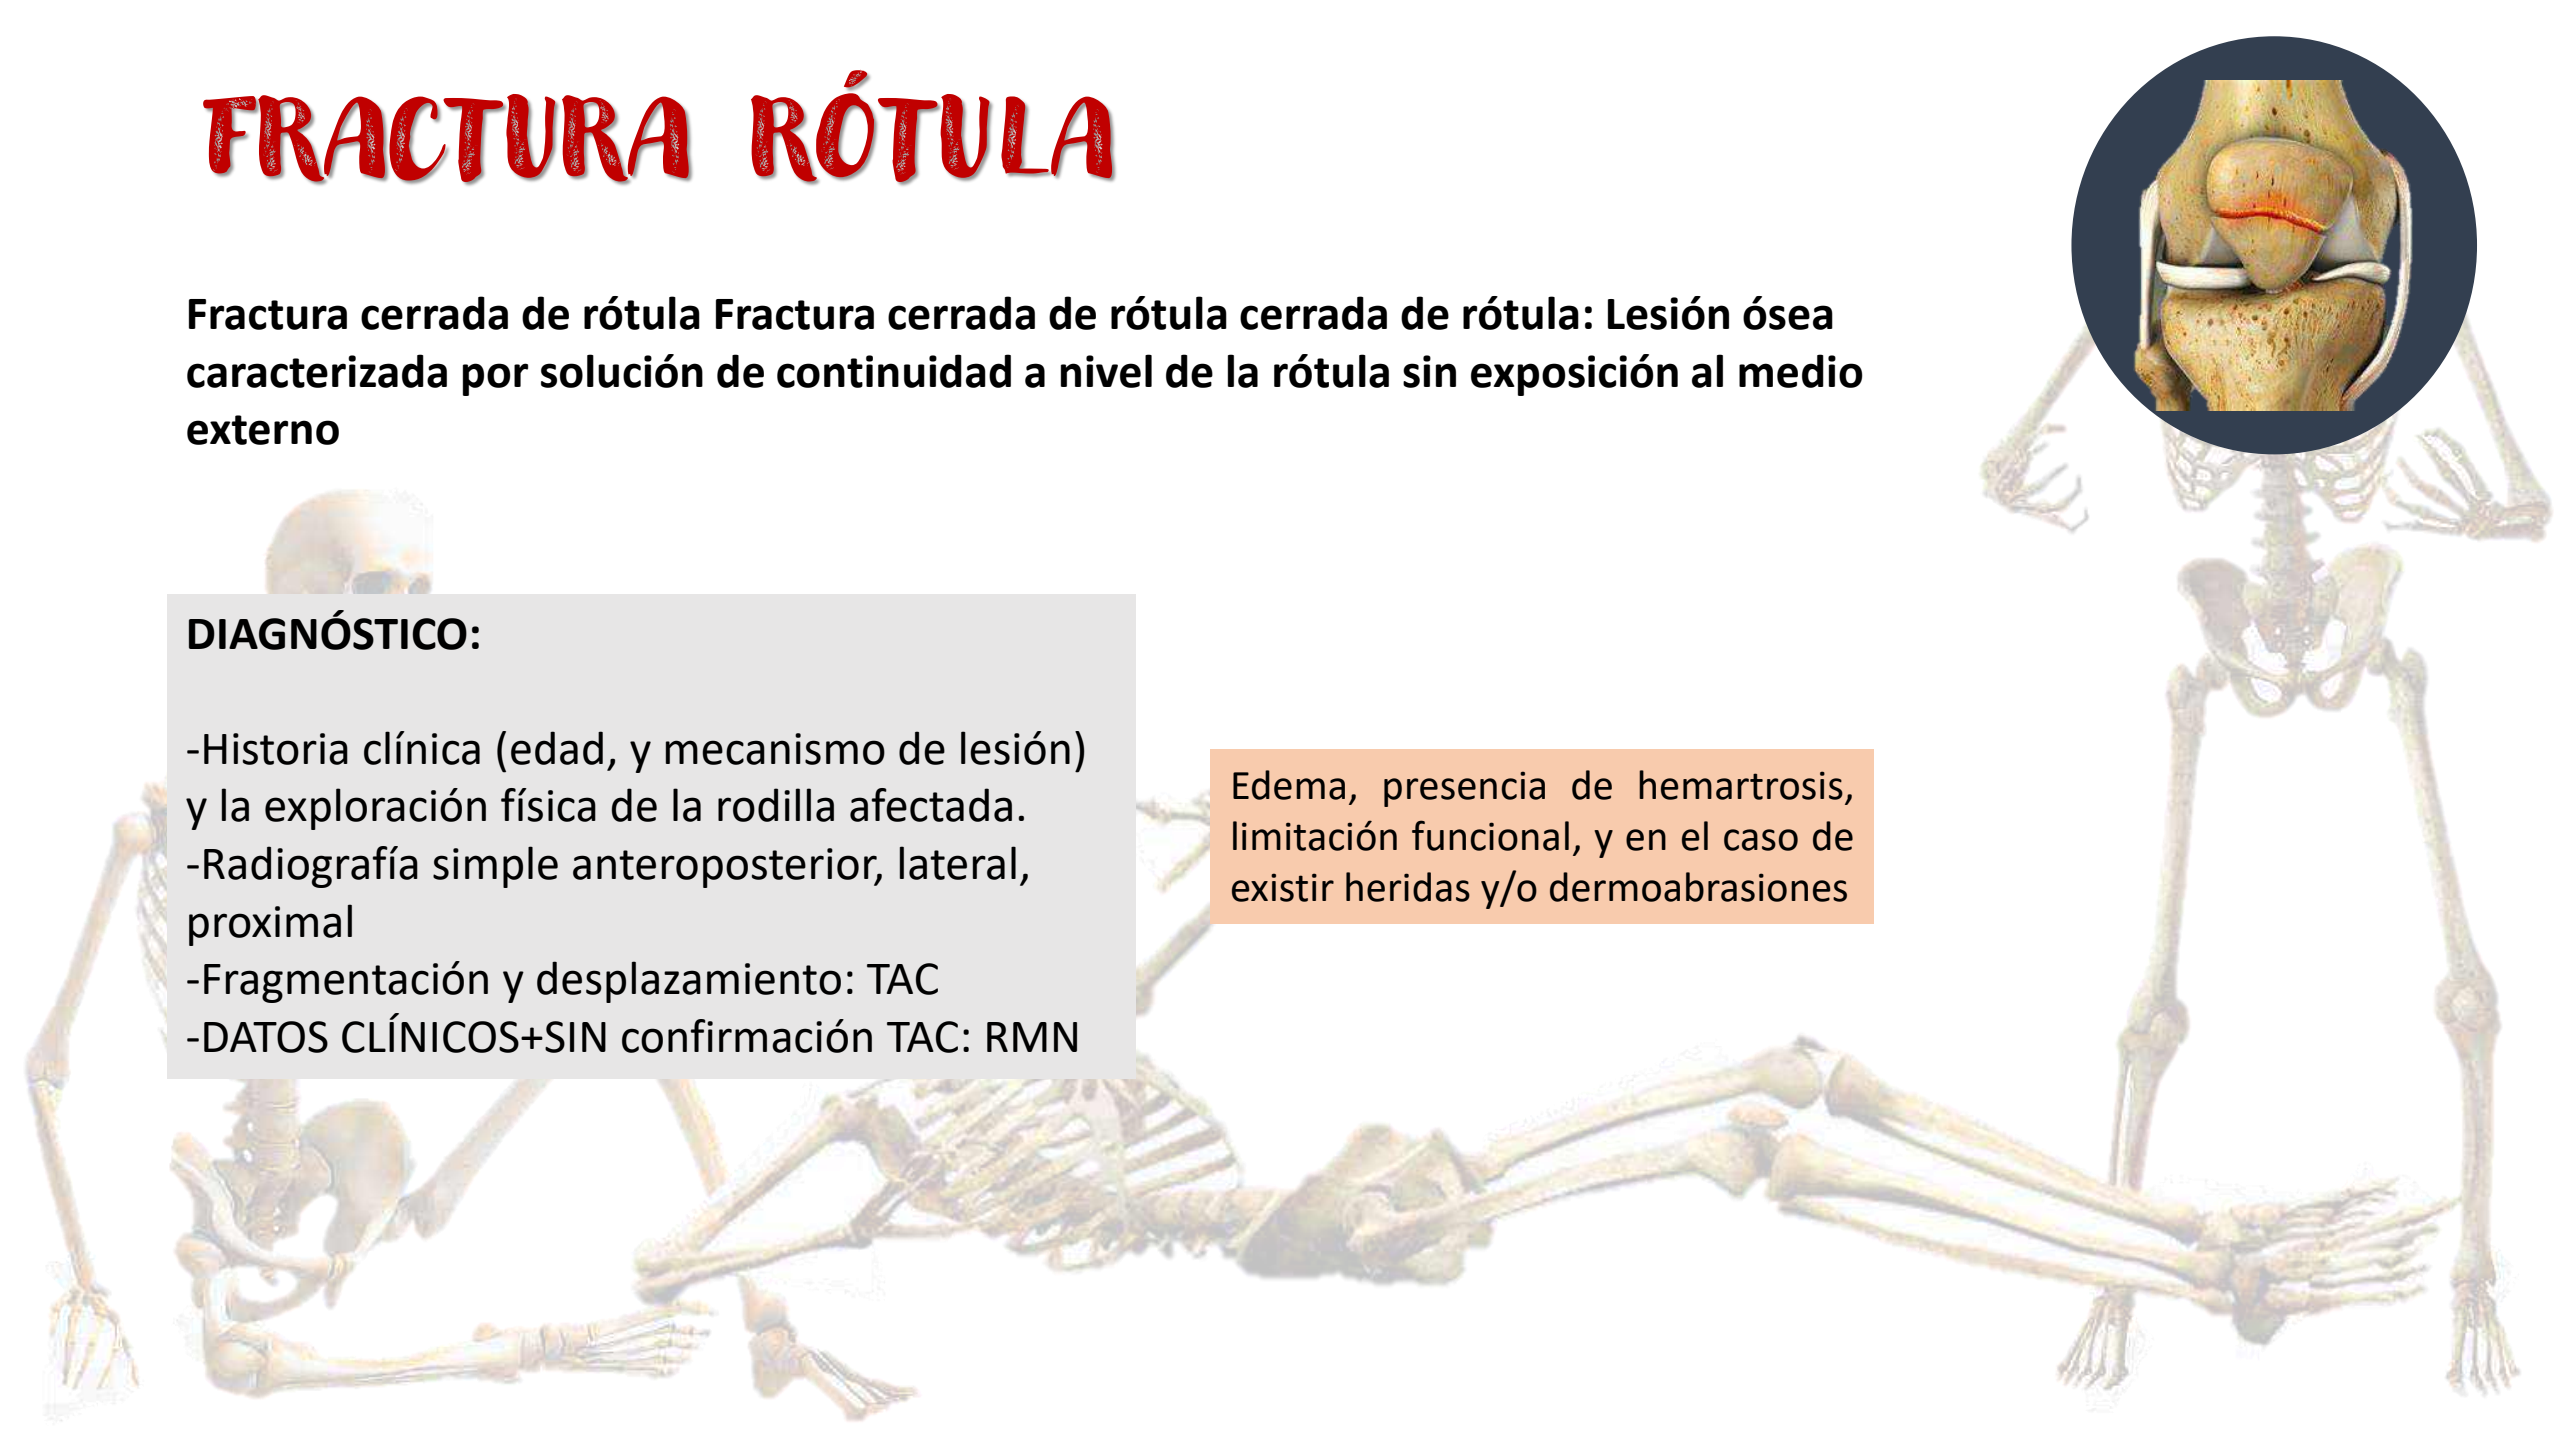 FRACTURA RÓTULA
Fractura cerrada de rótula Fractura cerrada de rótula cerrada de rótula: Lesión ósea
caracterizada por solución de continuidad a nivel de la rótula sin exposición al medio
externo
DIAGNÓSTICO:
-Historia clínica (edad, y mecanismo de lesión)
y la exploración física de la rodilla afectada.
-Radiografía simple anteroposterior, lateral,
proximal
-Fragmentación y desplazamiento: TAC
-DATOS CLÍNICOS+SIN confirmación TAC: RMN
Edema, presencia de hemartrosis,
limitación funcional, y en el caso de
existir heridas y/o dermoabrasiones